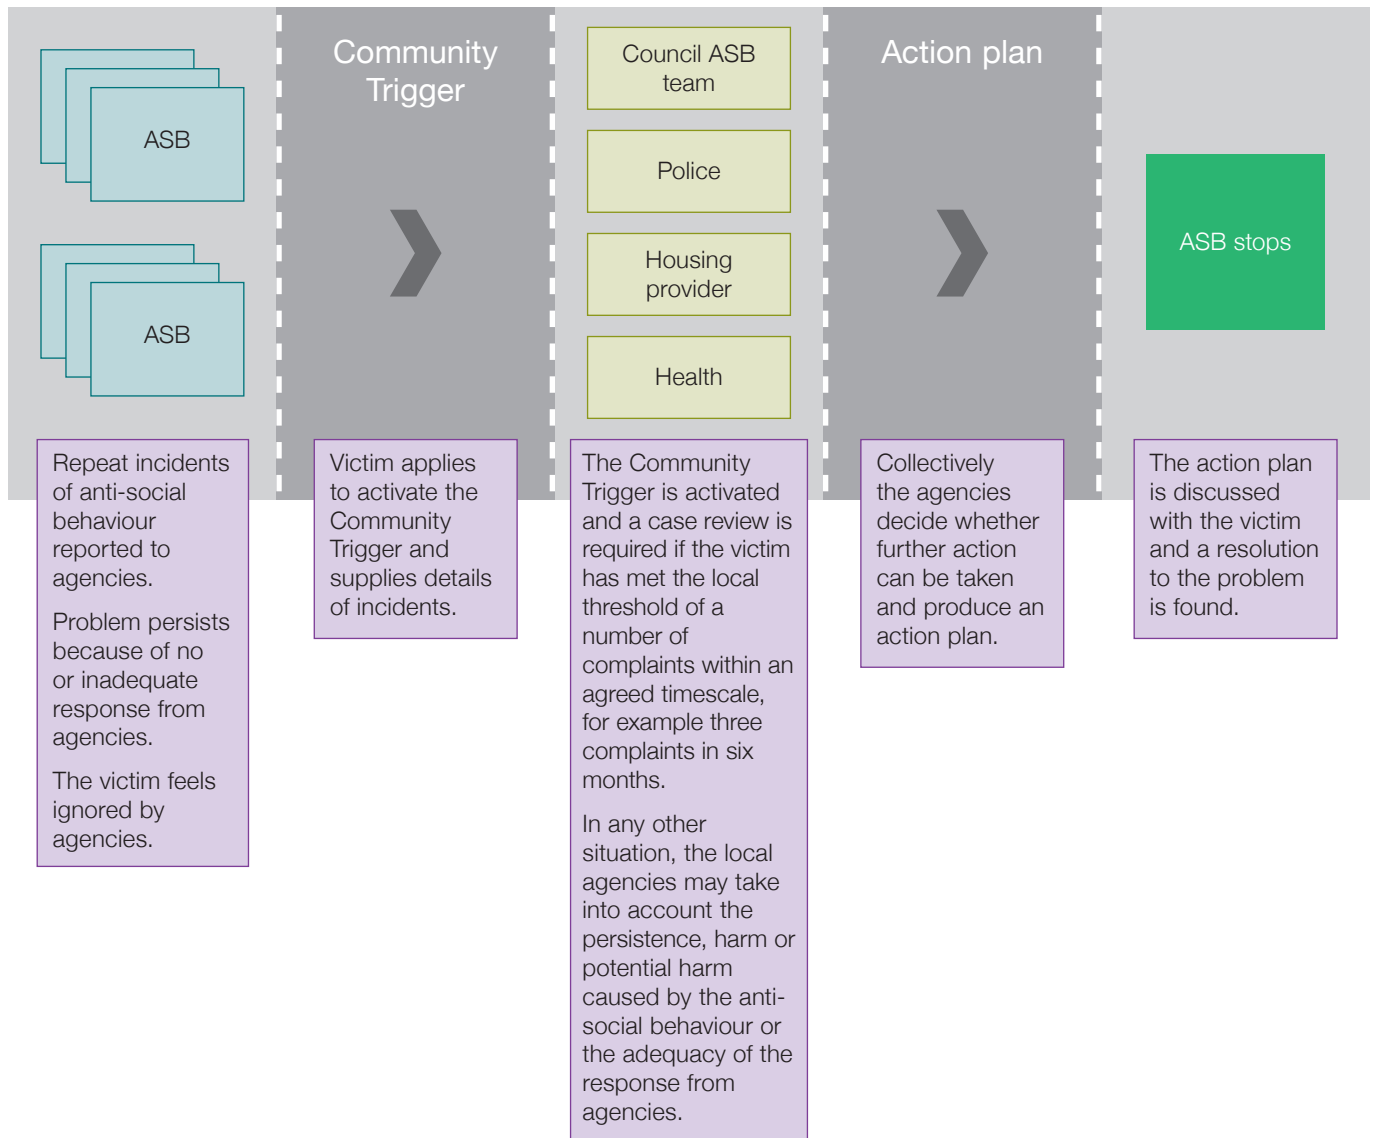 ASB
ASB
Community
Trigger
Council ASB
team
Police
Housing
provider
Health
Action plan
ASB stops
Repeat incidents
of anti-social
behaviour
reported to
agencies.
Problem persists
because of no
or inadequate
response from
agencies.
The victim feels
ignored by
agencies.
Victim applies
to activate the
Community
Trigger and
supplies details
of incidents.
The Community
Trigger is activated
and a case review is
required if the victim
has met the local
threshold of a
number of
complaints within an
agreed timescale,
for example three
complaints in six
months.
In any other
situation, the local
agencies may take
into account the
persistence, harm or
potential harm
caused by the anti-
social behaviour or
the adequacy of the
response from
agencies.
Collectively
the agencies
decide whether
further action
can be taken
and produce an
action plan.
The action plan
is discussed
with the victim
and a resolution
to the problem
is found.